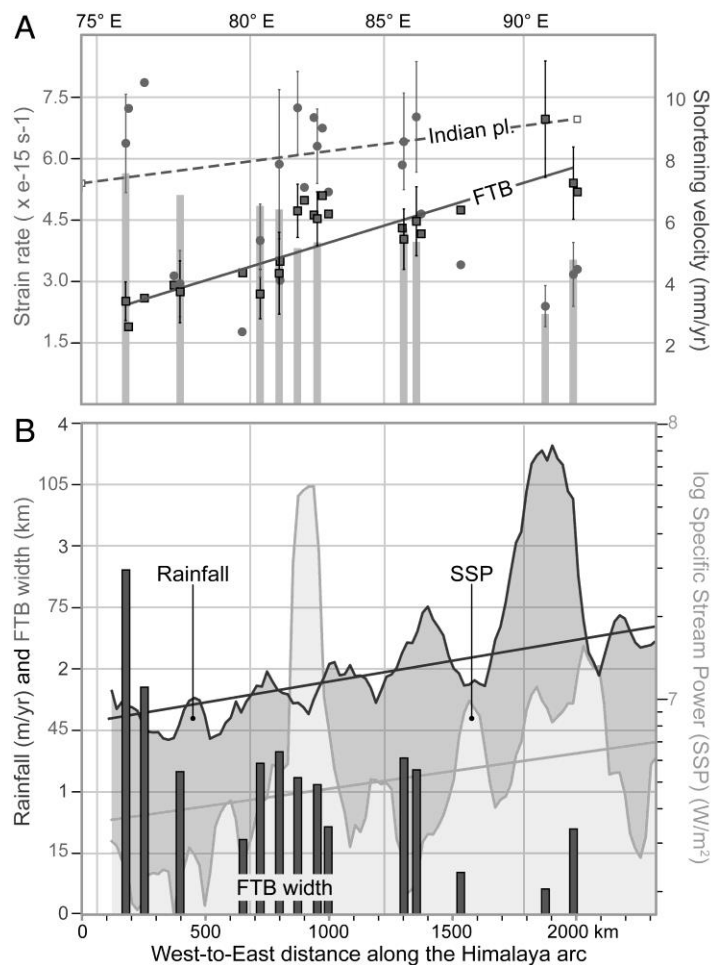 A
75° E 80° E 85° E 90° E
7.5
6.0
4.5
3.0
1.5
Strain rate ( x e-15 s-1)
Indian pl.
FTB
10
8
6
4
2
Shortening velocity (mm/yr)
B
4
105
3
75
2
45
1
15
0
Rainfall (m/yr) and FTB width (km)
Rainfall
SSP
FTB width
8
7
log Specific Stream Power (SSP) (W/m²)
0 500 1000 1500 2000 km
West-to-East distance along the Himalaya arc